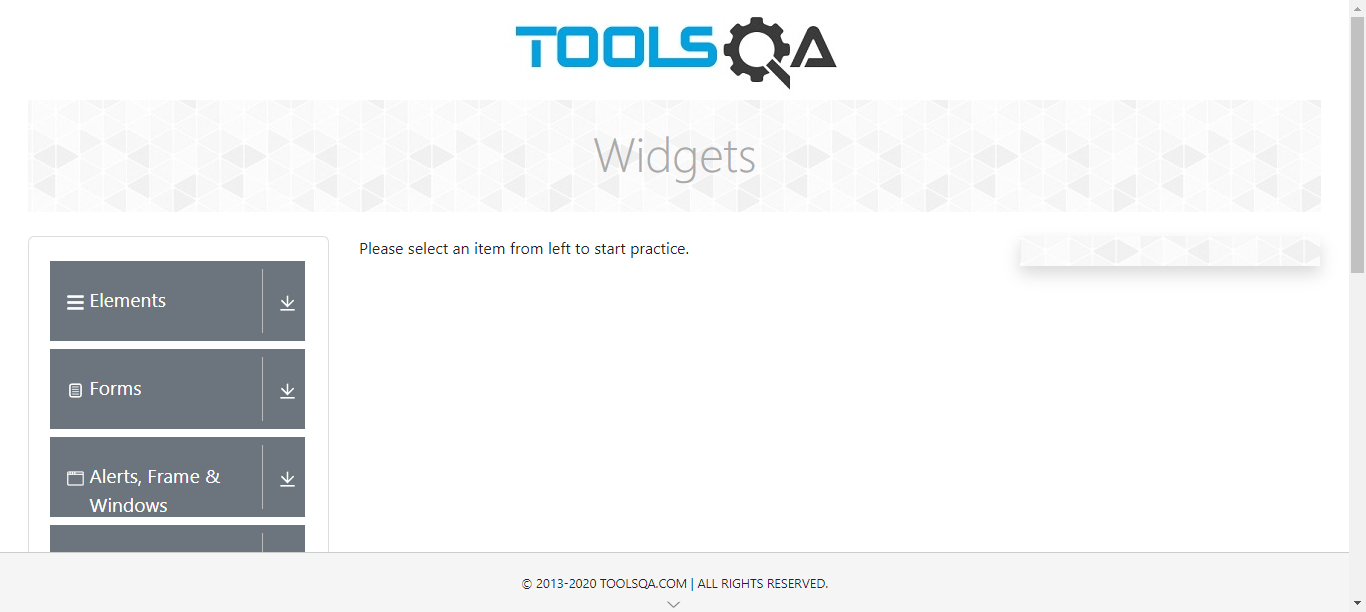 TOOLSQA
Widgets
Elements
Please select an item from left to start practice.
Forms
Alerts, Frame &
Windows
© 2013-2020 TOOLSQA.COM | ALL RIGHTS RESERVED.